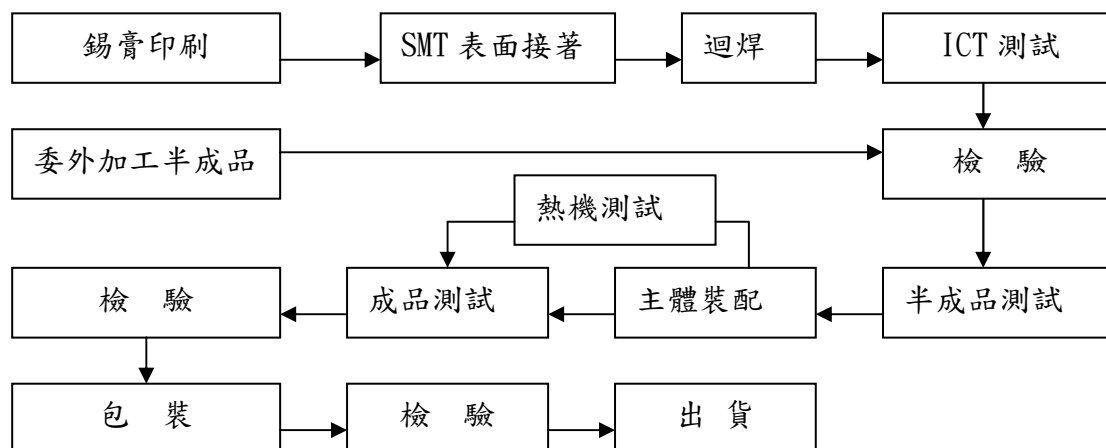 錫膏印刷
SMT 表面接著
迴焊
ICT 測試
委外加工半成品
檢 驗
熱機測試
檢 驗
成品測試
主體裝配
半成品測試
包 裝
檢 驗
出 貨